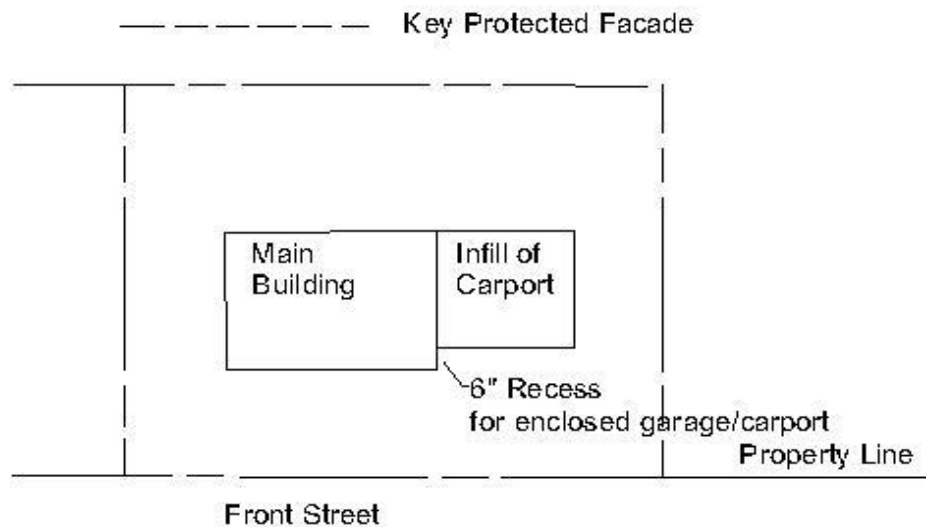 Key Protected Facade
Main
Building
Infill of
Carport
6" Recess
for enclosed garage/carport
Property Line
Front Street